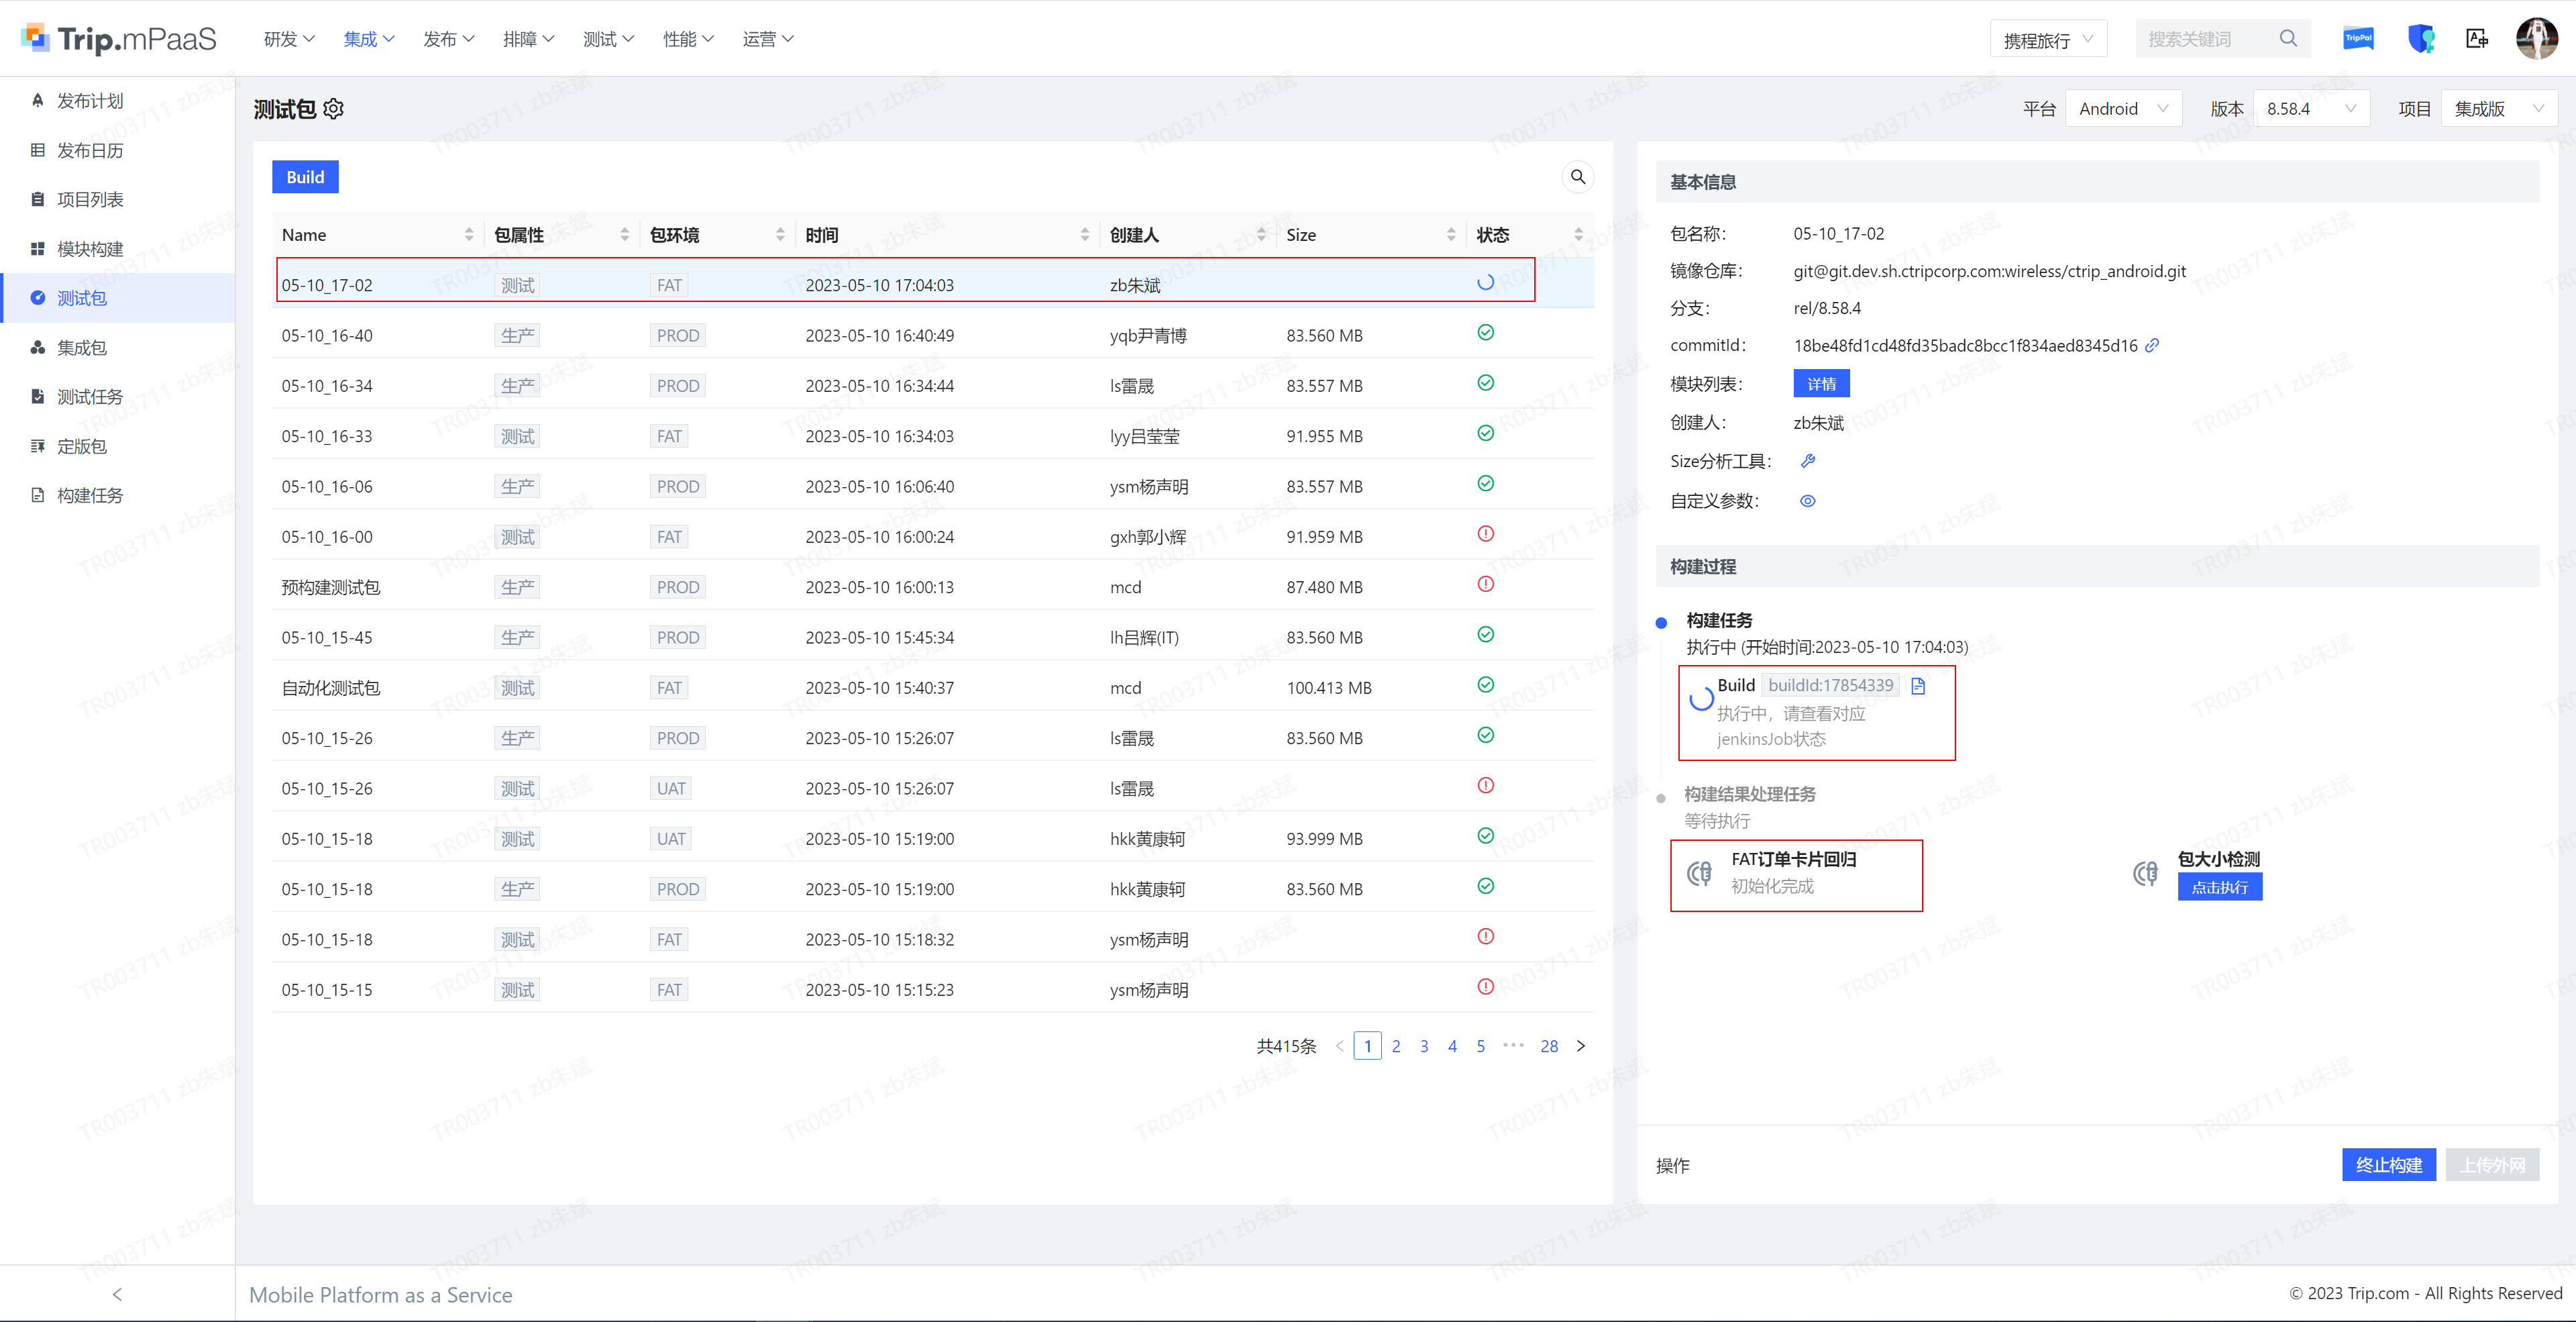 Trip.mPaaS
研发
集成
发布
排障
测试
性能
运营
携程旅行
搜索关键词
TripPal
发布计划
发布日历
项目列表
模块构建
测试包
集成包
测试任务
定版包
构建任务
测试包
平台 Android 版本 8.58.4 项目 集成版
Build
Name 包属性 包环境 时间 创建人 Size 状态
05-10_17-02 测试 FAT 2023-05-10 17:04:03 zb朱斌
05-10_16-40 生产 PROD 2023-05-10 16:40:49 yqb尹青博 83.560 MB
05-10_16-34 生产 PROD 2023-05-10 16:34:44 ls雷晟 83.557 MB
05-10_16-33 测试 FAT 2023-05-10 16:34:03 lyy吕莹莹 91.955 MB
05-10_16-06 生产 PROD 2023-05-10 16:06:40 ysm杨声明 83.557 MB
05-10_16-00 测试 FAT 2023-05-10 16:00:24 gxh郭小辉 91.959 MB
预构建测试包 生产 PROD 2023-05-10 16:00:13 mcd 87.480 MB
05-10_15-45 生产 PROD 2023-05-10 15:45:34 lh吕辉(IT) 83.560 MB
自动化测试包 测试 FAT 2023-05-10 15:40:37 mcd 100.413 MB
05-10_15-26 生产 PROD 2023-05-10 15:26:07 ls雷晟 83.560 MB
05-10_15-26 测试 UAT 2023-05-10 15:26:07 ls雷晟
05-10_15-18 测试 UAT 2023-05-10 15:19:00 hkk黄康轲 93.999 MB
05-10_15-18 生产 PROD 2023-05-10 15:19:00 hkk黄康轲 83.560 MB
05-10_15-18 测试 FAT 2023-05-10 15:18:32 ysm杨声明
05-10_15-15 测试 FAT 2023-05-10 15:15:23 ysm杨声明
共415条 1 2 3 4 5 ••• 28
基本信息
包名称： 05-10_17-02
镜像仓库： git@git.dev.sh.ctripcorp.com:wireless/ctrip_android.git
分支： rel/8.58.4
commitId： 18be48fd1cd48fd35badc8bcc1f834aed8345d16
模块列表： 详情
创建人： zb朱斌
Size分析工具：
自定义参数：
构建过程
构建任务
执行中 (开始时间:2023-05-10 17:04:03)
Build buildId:17854339
执行中，请查看对应
jenkinsJob状态
构建结果处理任务
等待执行
FAT订单卡片回归
初始化完成
包大小检测
点击执行
操作 终止构建 上传外网
Mobile Platform as a Service
© 2023 Trip.com - All Rights Reserved
TR003711 zb朱斌